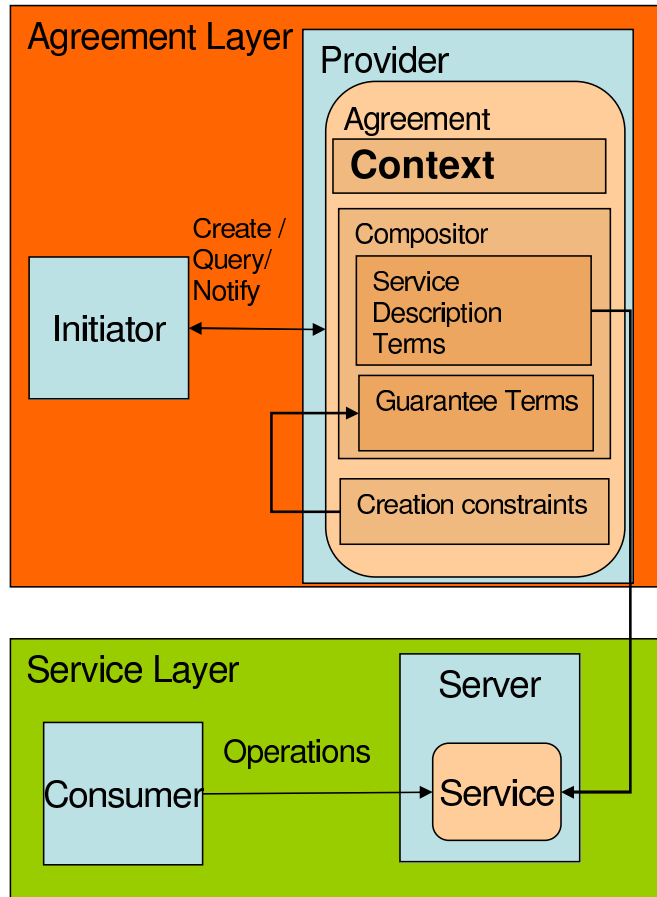 Agreement Layer
Provider
Agreement
Context
Create /
Query/
Notify
Compositor
Service
Description
Terms
Initiator
Guarantee Terms
Creation constraints
Service Layer
Server
Operations
Consumer
Service